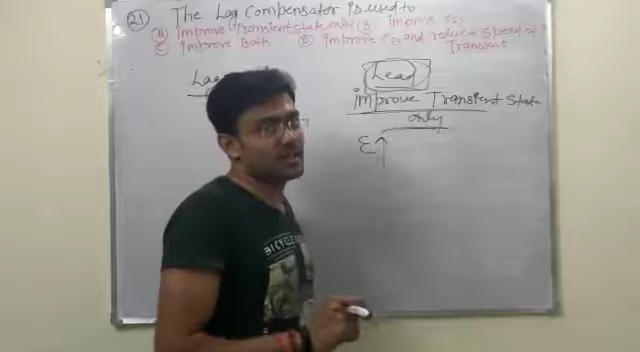 21) The Lag Compensator is used to
(A) improve Transient state only (B) improve ess
(C) improve Both (D) improve ess and reduce speed of Transient
Lag
Lead
improve Transient State
only
ξ↑
BICYCLE